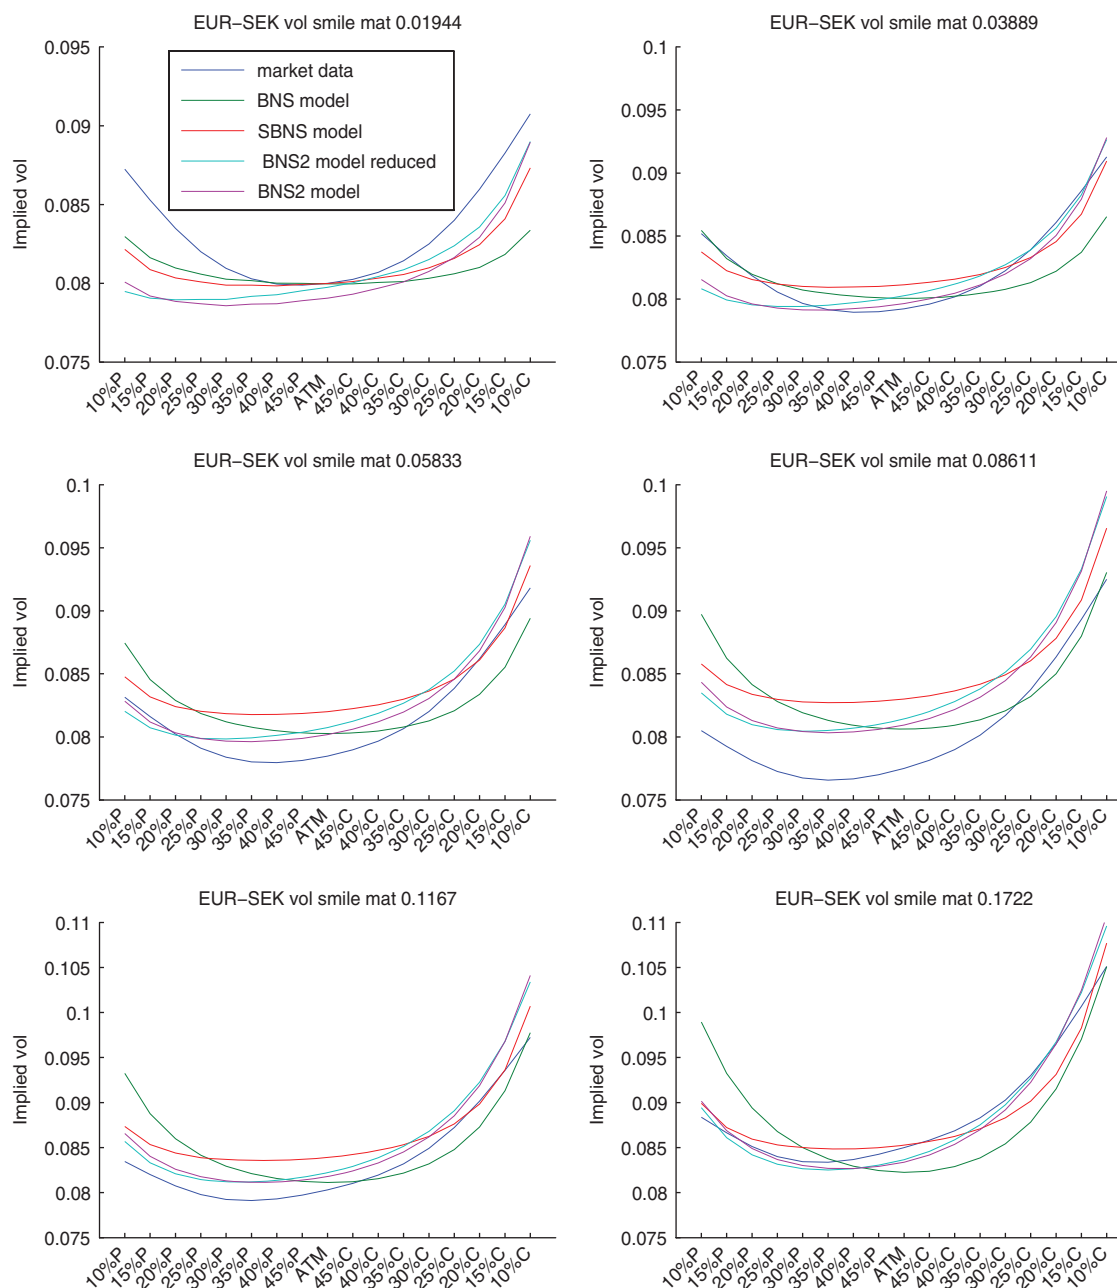 EUR−SEK vol smile mat 0.01944
0.095
0.09
0.085
0.08
0.075
Implied vol
market data
BNS model
SBNS model
BNS2 model reduced
BNS2 model
10%P
15%P
20%P
25%P
30%P
35%P
40%P
45%P
ATM
45%C
40%C
35%C
30%C
25%C
20%C
15%C
10%C
EUR−SEK vol smile mat 0.03889
0.1
0.095
0.09
0.085
0.08
0.075
Implied vol
10%P
15%P
20%P
25%P
30%P
35%P
40%P
45%P
ATM
45%C
40%C
35%C
30%C
25%C
20%C
15%C
10%C
EUR−SEK vol smile mat 0.05833
0.1
0.095
0.09
0.085
0.08
0.075
Implied vol
10%P
15%P
20%P
25%P
30%P
35%P
40%P
45%P
ATM
45%C
40%C
35%C
30%C
25%C
20%C
15%C
10%C
EUR−SEK vol smile mat 0.08611
0.1
0.095
0.09
0.085
0.08
0.075
Implied vol
10%P
15%P
20%P
25%P
30%P
35%P
40%P
45%P
ATM
45%C
40%C
35%C
30%C
25%C
20%C
15%C
10%C
EUR−SEK vol smile mat 0.1167
0.11
0.105
0.1
0.095
0.09
0.085
0.08
0.075
Implied vol
10%P
15%P
20%P
25%P
30%P
35%P
40%P
45%P
ATM
45%C
40%C
35%C
30%C
25%C
20%C
15%C
10%C
EUR−SEK vol smile mat 0.1722
0.11
0.105
0.1
0.095
0.09
0.085
0.08
0.075
Implied vol
10%P
15%P
20%P
25%P
30%P
35%P
40%P
45%P
ATM
45%C
40%C
35%C
30%C
25%C
20%C
15%C
10%C